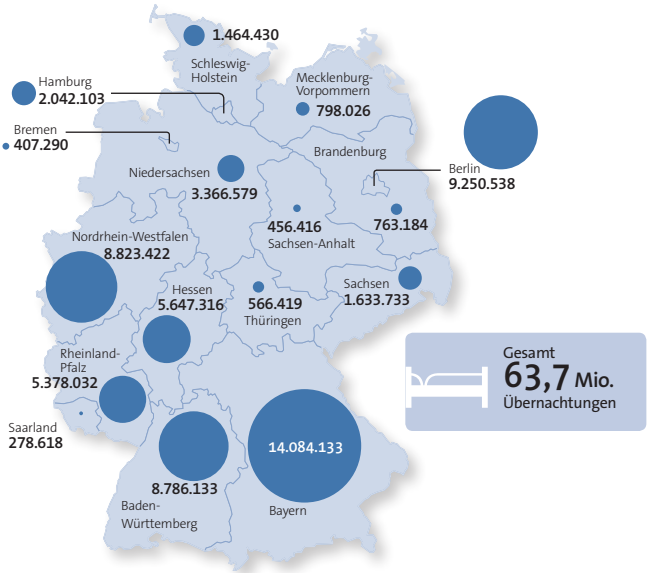 1.464.430
Schleswig-
Holstein
Hamburg
2.042.103
Mecklenburg-
Vorpommern
798.026
Bremen
407.290
Brandenburg
Berlin
9.250.538
Niedersachsen
3.366.579
456.416
Sachsen-Anhalt
763.184
Nordrhein-Westfalen
8.823.422
Hessen
5.647.316
566.419
Thüringen
Sachsen
1.633.733
Rheinland-
Pfalz
5.378.032
Saarland
278.618
8.786.133
Baden-
Württemberg
14.084.133
Bayern
Gesamt
63,7 Mio.
Übernachtungen